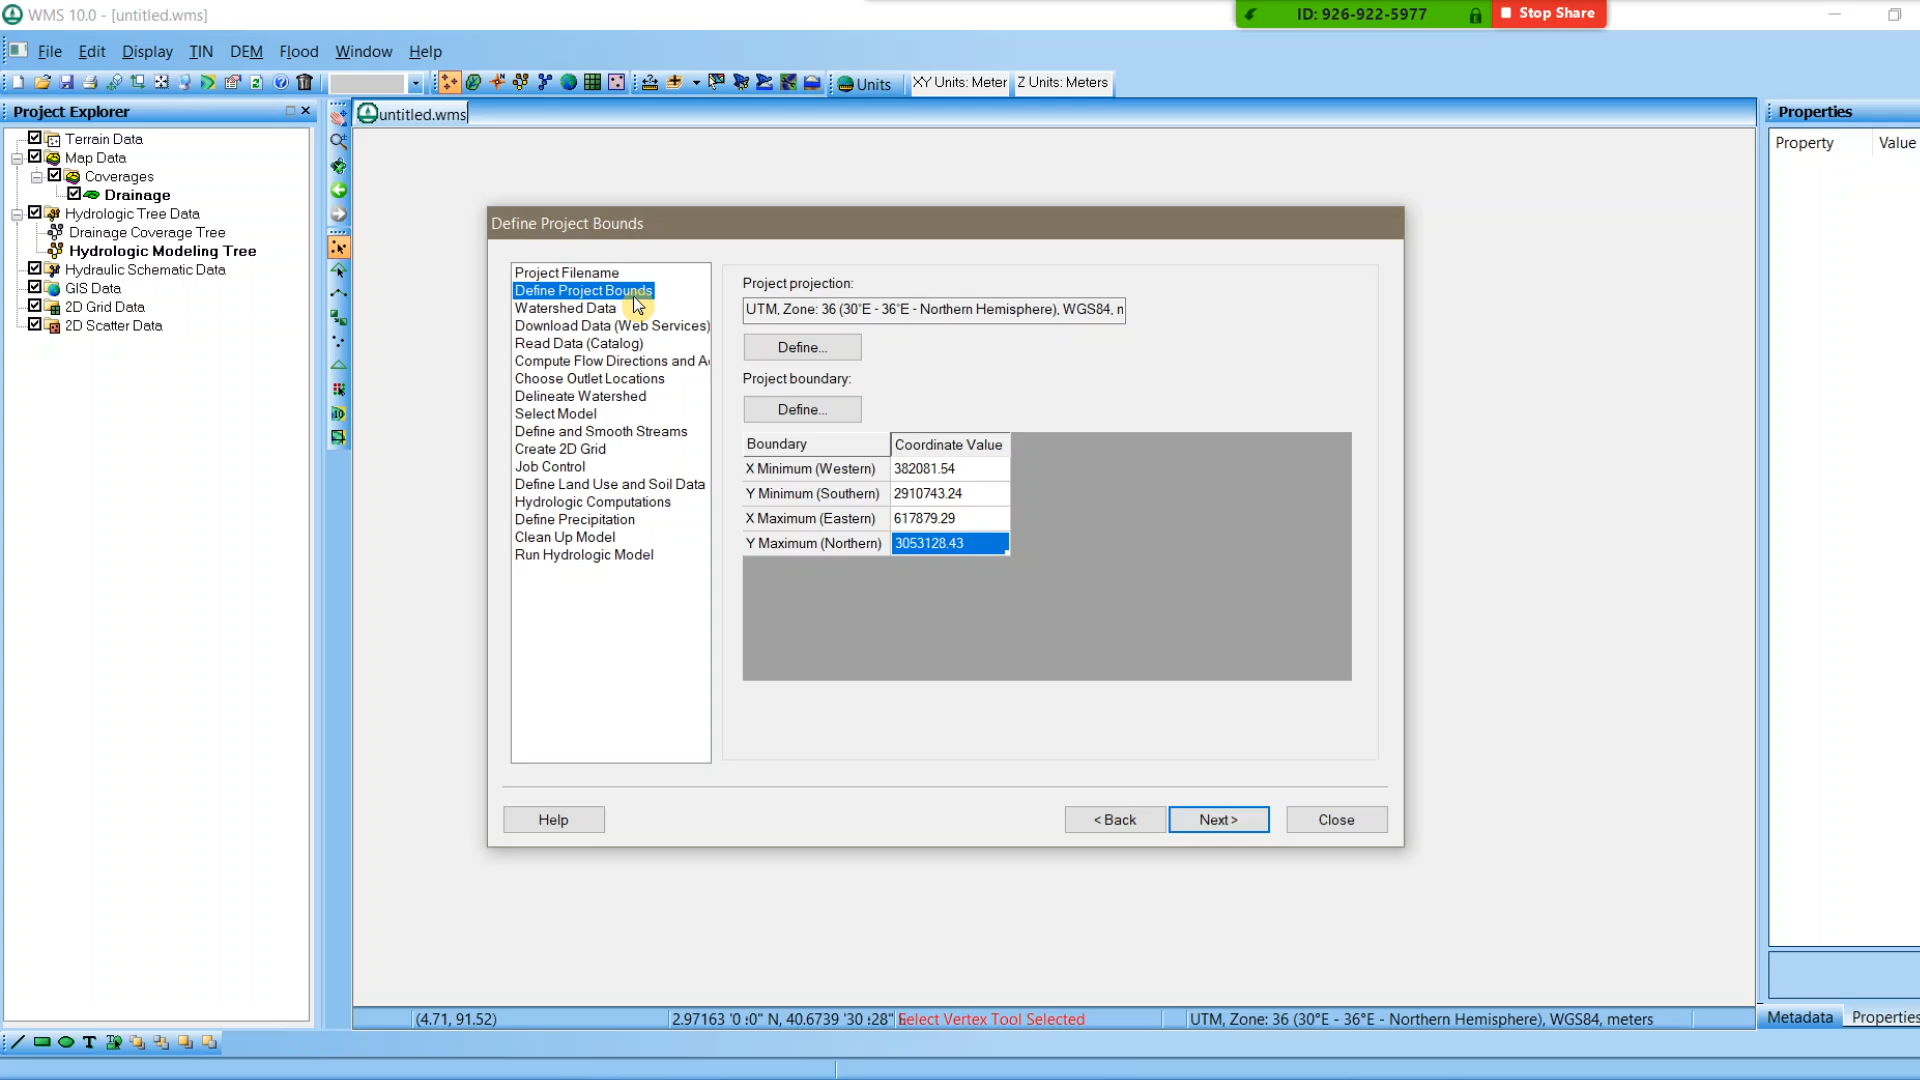 WMS 10.0 - [untitled.wms]
ID: 926-922-5977
Stop Share
File Edit Display TIN DEM Flood Window Help
Units
XY Units: Meter
Z Units: Meters
Project Explorer
Terrain Data
Map Data
Coverages
Drainage
Hydrologic Tree Data
Drainage Coverage Tree
Hydrologic Modeling Tree
Hydraulic Schematic Data
GIS Data
2D Grid Data
2D Scatter Data
untitled.wms
Define Project Bounds
Project Filename
Define Project Bounds
Watershed Data
Download Data (Web Services)
Read Data (Catalog)
Compute Flow Directions and A
Choose Outlet Locations
Delineate Watershed
Select Model
Define and Smooth Streams
Create 2D Grid
Job Control
Define Land Use and Soil Data
Hydrologic Computations
Define Precipitation
Clean Up Model
Run Hydrologic Model
Project projection:
UTM, Zone: 36 (30°E - 36°E - Northern Hemisphere), WGS84, n
Define...
Project boundary:
Define...
Boundary Coordinate Value
X Minimum (Western) 382081.54
Y Minimum (Southern) 2910743.24
X Maximum (Eastern) 617879.29
Y Maximum (Northern) 3053128.43
Help
< Back
Next >
Close
Properties
Property Value
Metadata
Properties
(4.71, 91.52)
2.97163 '0 :0" N, 40.6739 '30 :28"
Select Vertex Tool Selected
UTM, Zone: 36 (30°E - 36°E - Northern Hemisphere), WGS84, meters